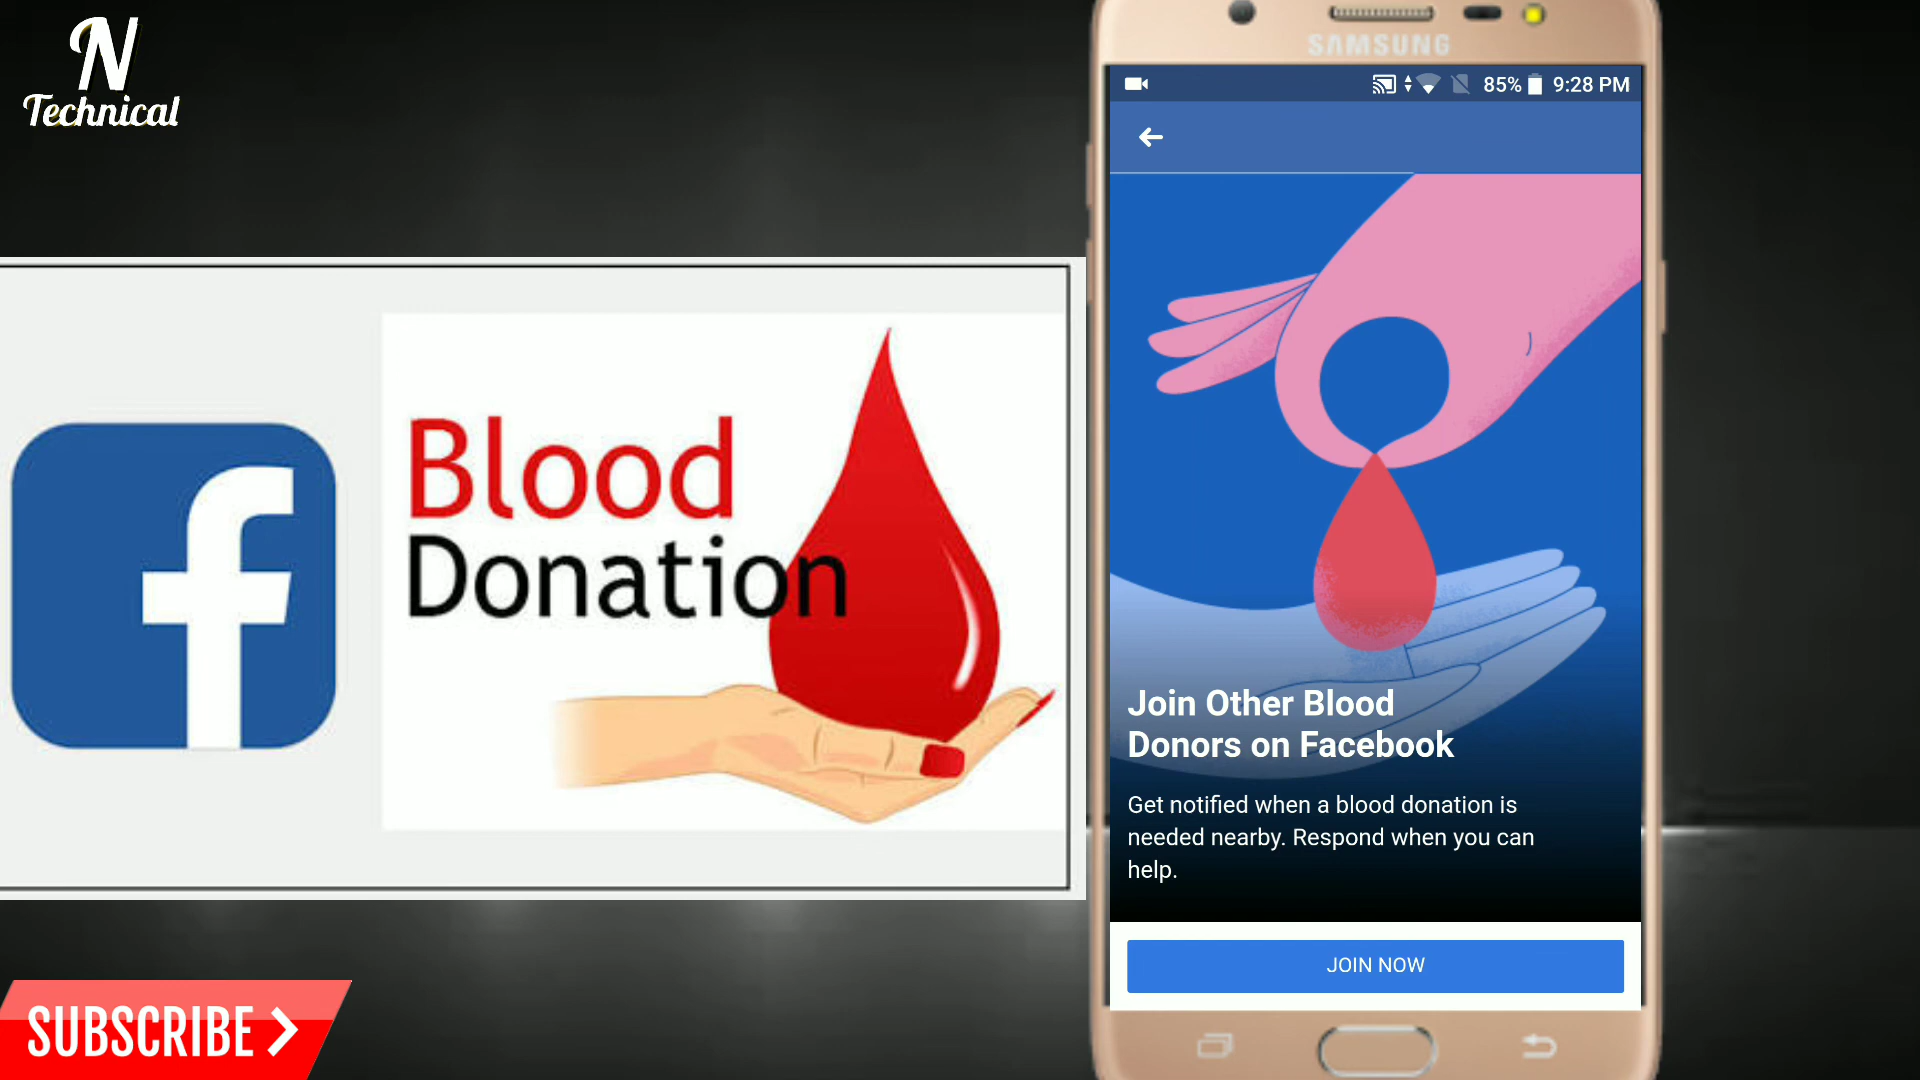 N
Technical
f
Blood
Donation
SUBSCRIBE
SAMSUNG
85% 9:28 PM
Join Other Blood
Donors on Facebook
Get notified when a blood donation is
needed nearby. Respond when you can
help.
JOIN NOW